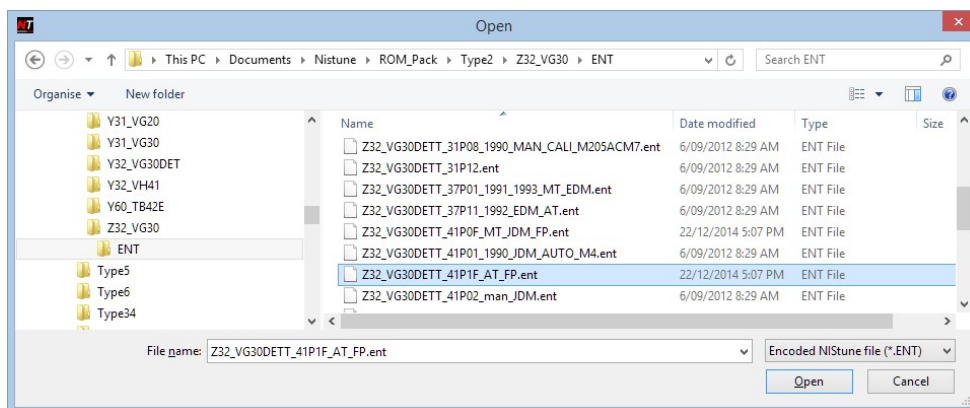 NT
Open
This PC Documents Nistune ROM_Pack Type2 Z32_VG30 ENT Search ENT
Organise New folder
Y31_VG20
Y31_VG30
Y32_VG30DET
Y32_VH41
Y60_TB42E
Z32_VG30
ENT
Type5
Type6
Type34
Name Date modified Type Size
Z32_VG30DETT_31P08_1990_MAN_CALI_M205ACM7.ent 6/09/2012 8:29 AM ENT File
Z32_VG30DETT_31P12.ent 6/09/2012 8:29 AM ENT File
Z32_VG30DETT_37P01_1991_1993_MT_EDM.ent 6/09/2012 8:29 AM ENT File
Z32_VG30DETT_37P11_1992_EDM_AT.ent 6/09/2012 8:29 AM ENT File
Z32_VG30DETT_41P0F_MT_JDM_FP.ent 22/12/2014 5:07 PM ENT File
Z32_VG30DETT_41P01_1990_JDM_AUTO_M4.ent 6/09/2012 8:29 AM ENT File
Z32_VG30DETT_41P1F_AT_FP.ent 22/12/2014 5:07 PM ENT File
Z32_VG30DETT_41P02_man_JDM.ent 6/09/2012 8:29 AM ENT File
File name: Z32_VG30DETT_41P1F_AT_FP.ent Encoded NIStune file (*.ENT)
Open Cancel